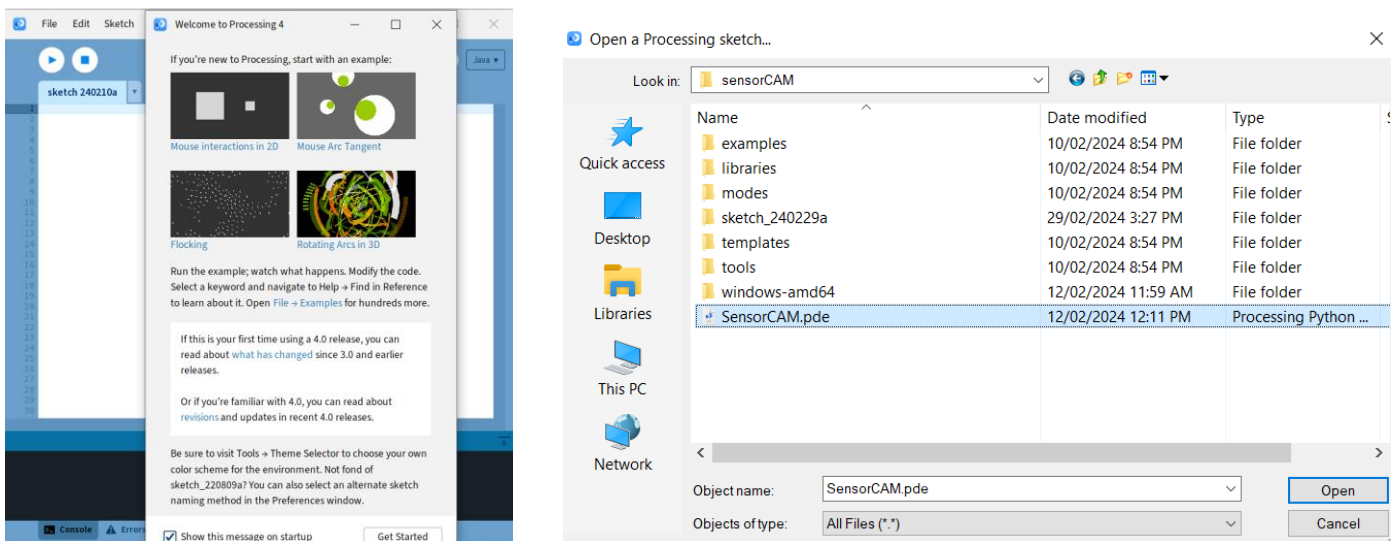 File Edit Sketch
Welcome to Processing 4
Java
sketch 240210a
If you're new to Processing, start with an example:
Mouse interactions in 2D Mouse Arc Tangent
Flocking Rotating Arcs in 3D
Run the example; watch what happens. Modify the code.
Select a keyword and navigate to Help → Find in Reference
to learn about it. Open File → Examples for hundreds more.
If this is your first time using a 4.0 release, you can
read about what has changed since 3.0 and earlier
releases.
Or if you're familiar with 4.0, you can read about
revisions and updates in recent 4.0 releases.
Be sure to visit Tools → Theme Selector to choose your own
color scheme for the environment. Not fond of
sketch_220809a? You can also select an alternate sketch
naming method in the Preferences window.
Console Errors
Show this message on startup Get Started
Open a Processing sketch...
Look in: sensorCAM
Name Date modified Type
examples 10/02/2024 8:54 PM File folder
libraries 10/02/2024 8:54 PM File folder
modes 10/02/2024 8:54 PM File folder
sketch_240229a 29/02/2024 3:27 PM File folder
templates 10/02/2024 8:54 PM File folder
tools 10/02/2024 8:54 PM File folder
windows-amd64 12/02/2024 11:59 AM File folder
SensorCAM.pde 12/02/2024 12:11 PM Processing Python ...
Quick access
Desktop
Libraries
This PC
Network
Object name: SensorCAM.pde Open
Objects of type: All Files (*.*) Cancel